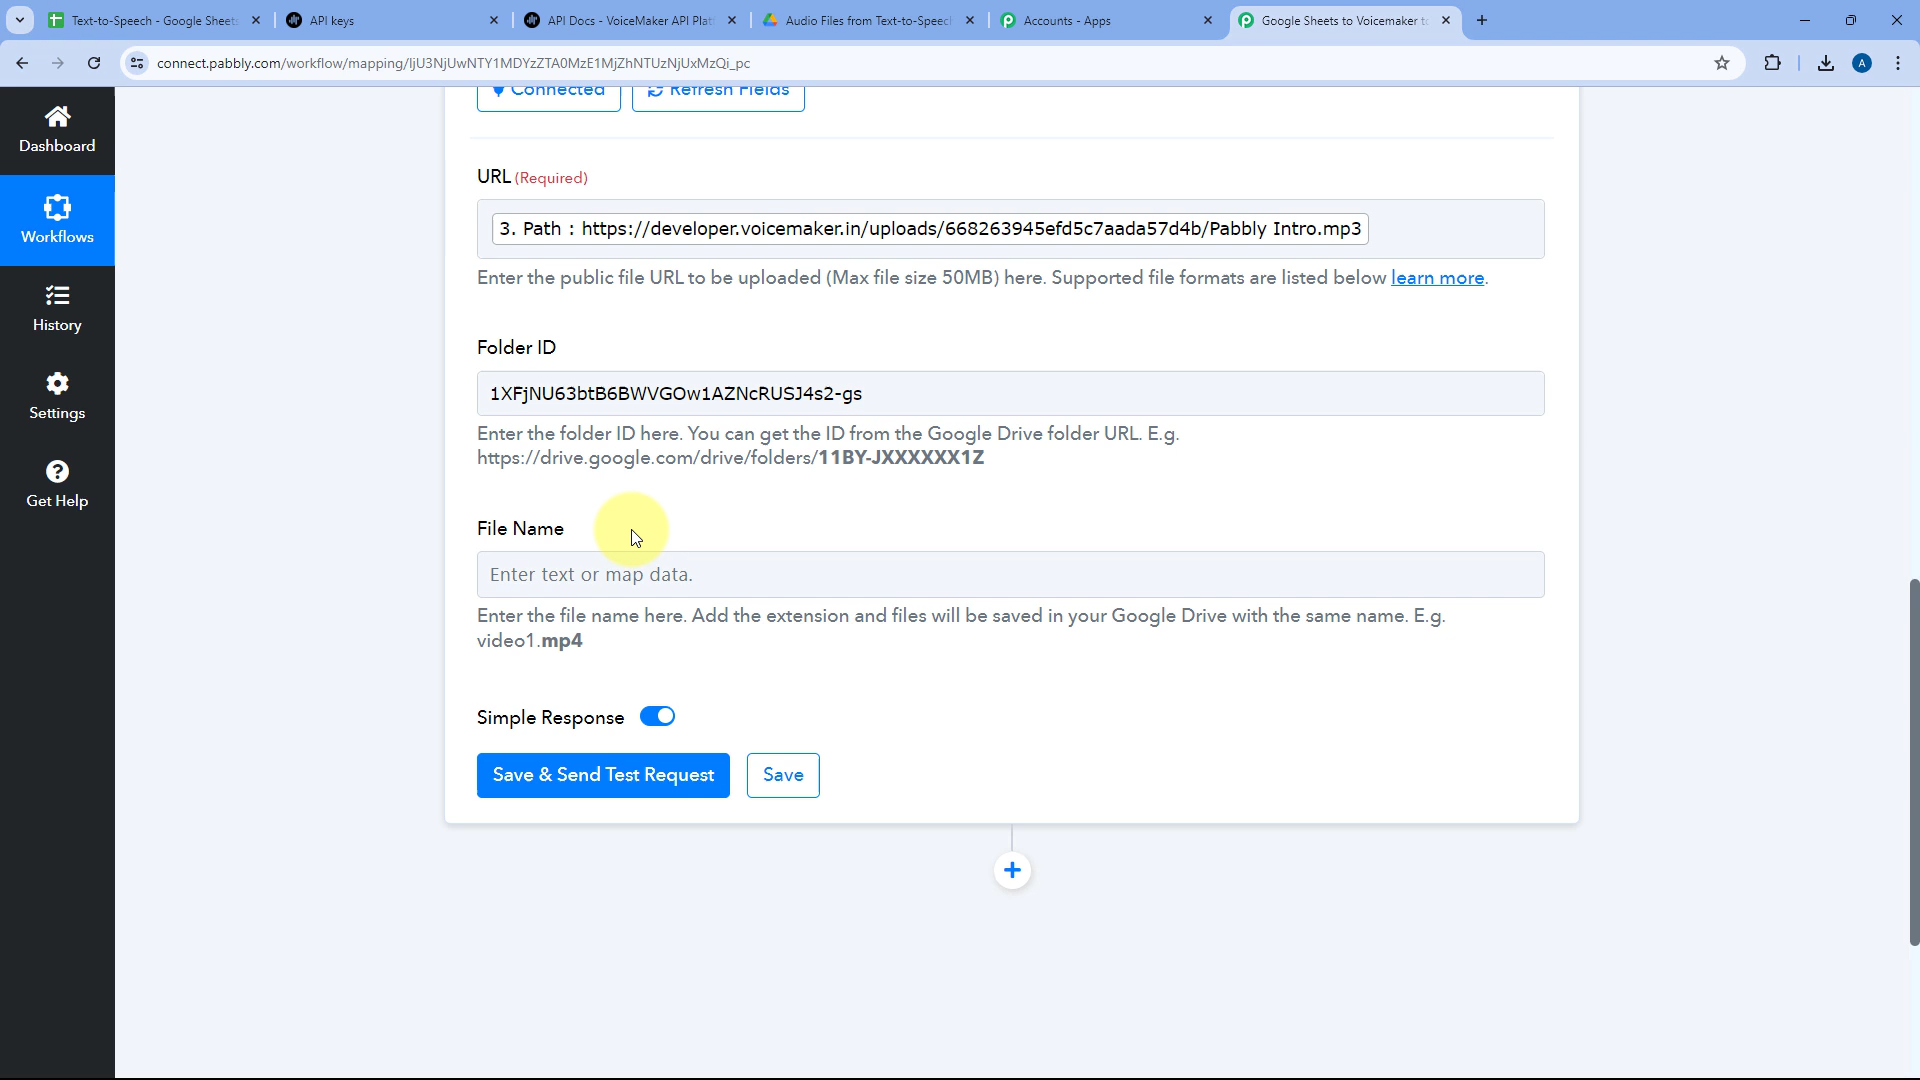 Text-to-Speech - Google Sheets
API keys
API Docs - VoiceMaker API Plat
Audio Files from Text-to-Speech
Accounts - Apps
Google Sheets to Voicemaker to
connect.pabbly.com/workflow/mapping/IjU3NjUwNTY1MDYzZTA0MzE1MjZhNTUzNjUxMzQi_pc
A
Dashboard
Workflows
History
Settings
Get Help
Connected
Refresh Fields
URL (Required)
3. Path : https://developer.voicemaker.in/uploads/668263945efd5c7aada57d4b/Pabbly Intro.mp3
Enter the public file URL to be uploaded (Max file size 50MB) here. Supported file formats are listed below learn more.
Folder ID
1XFjNU63btB6BWVGOw1AZNcRUSJ4s2-gs
Enter the folder ID here. You can get the ID from the Google Drive folder URL. E.g.
https://drive.google.com/drive/folders/11BY-JXXXXXX1Z
File Name
Enter text or map data.
Enter the file name here. Add the extension and files will be saved in your Google Drive with the same name. E.g.
video1.mp4
Simple Response
Save & Send Test Request
Save